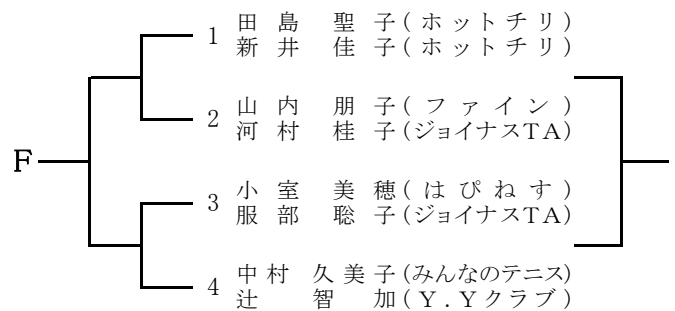 1 田島 聖子(ホットチリ)
新井 佳子(ホットチリ)
2 山内 朋子(ファイン)
河村 桂子(ジョイナスTA)
F
3 小室 美穂(はぴねす)
服部 聡子(ジョイナスTA)
4 中村 久美子(みんなのテニス)
辻 智加(Y.Yクラブ)